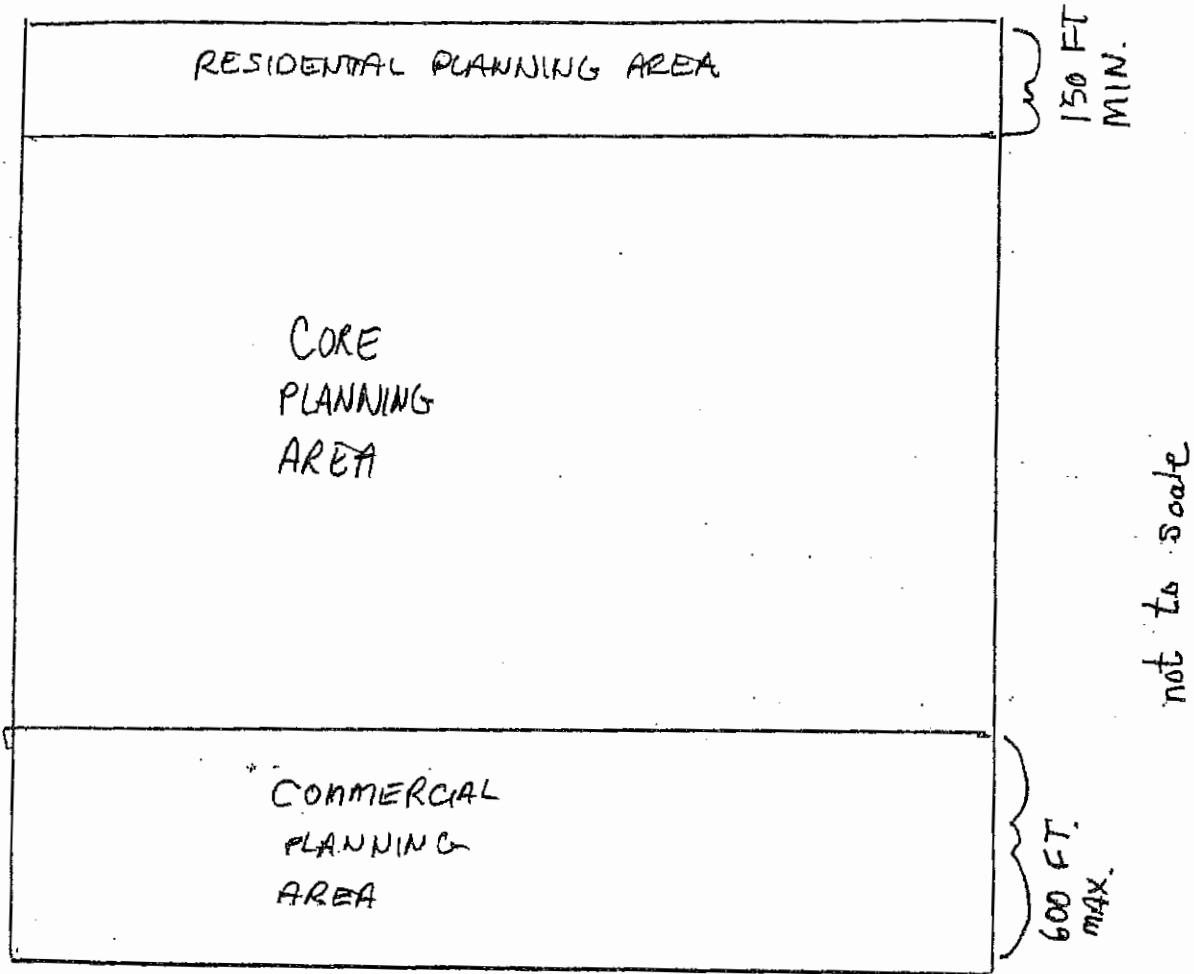 RESIDENTIAL PLANNING AREA
150 FT
MIN.
CORE
PLANNING
AREA
not to scale
COMMERCIAL
PLANNING
AREA
600 FT.
MAX.